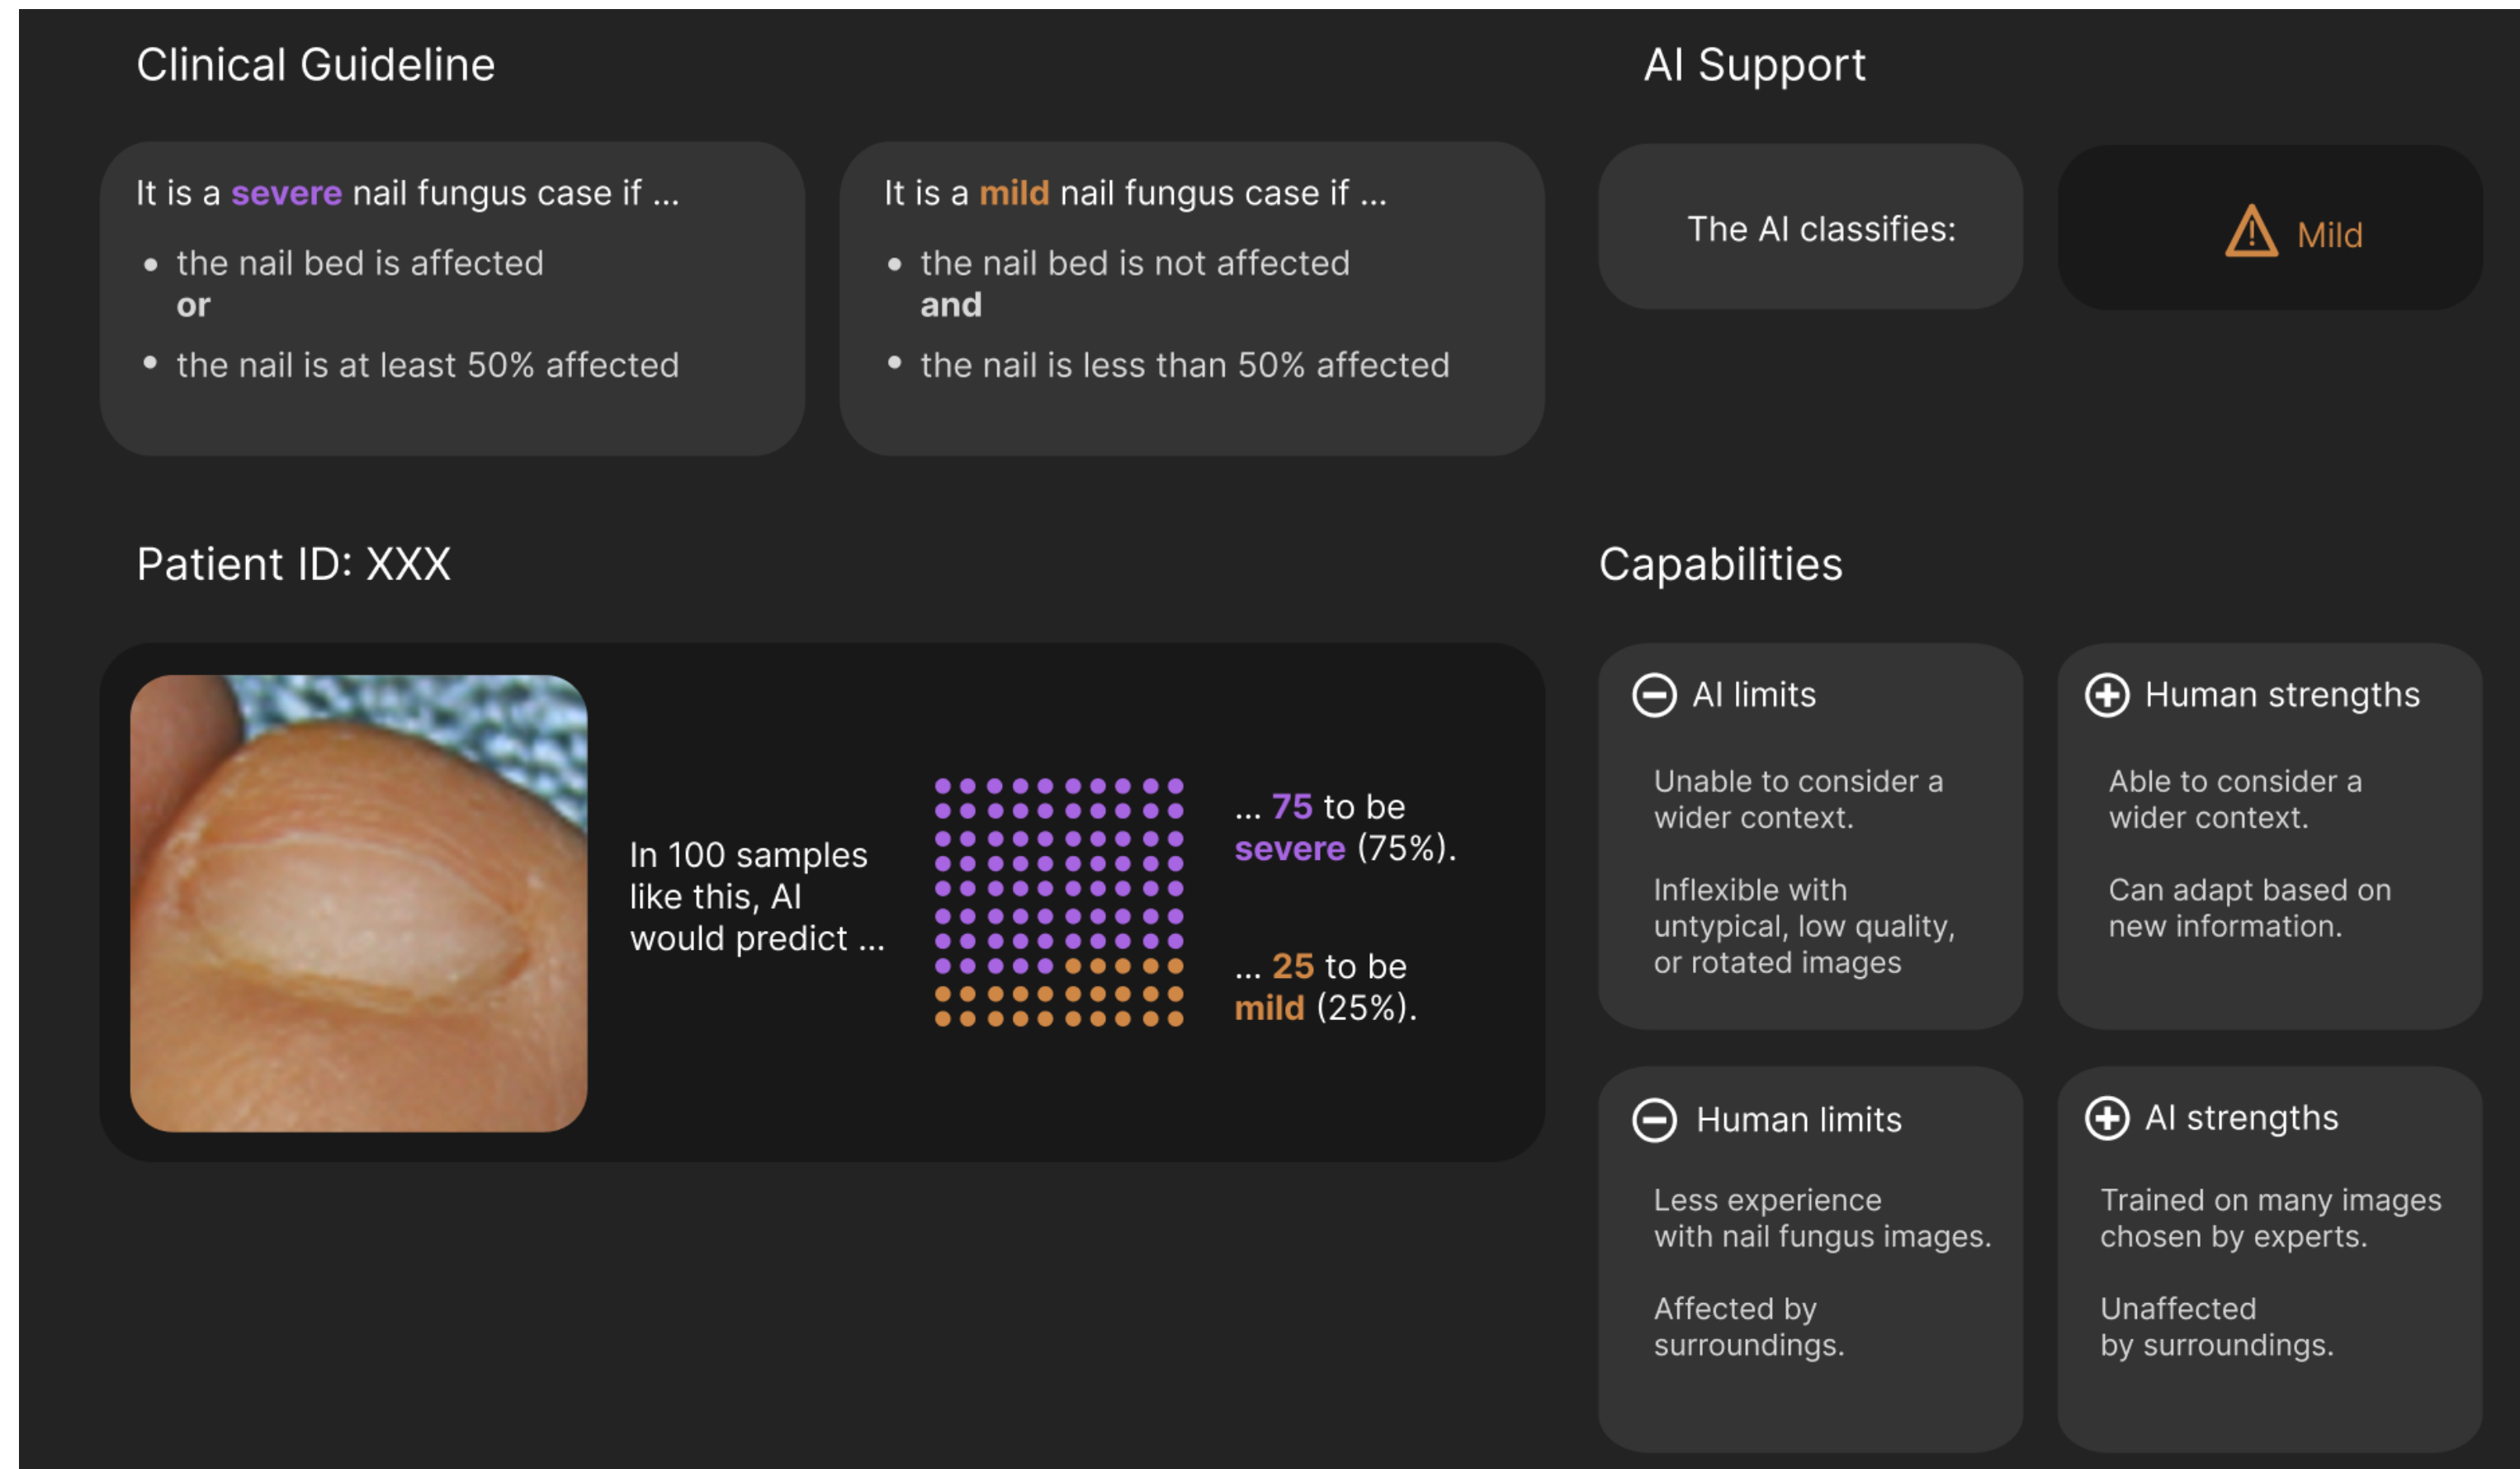 Clinical Guideline
It is a severe nail fungus case if ...
• the nail bed is affected
or
• the nail is at least 50% affected
It is a mild nail fungus case if ...
• the nail bed is not affected
and
• the nail is less than 50% affected
AI Support
The AI classifies:
Mild
Patient ID: XXX
In 100 samples
like this, AI
would predict ...
... 75 to be
severe (75%).
... 25 to be
mild (25%).
Capabilities
AI limits
Unable to consider a
wider context.
Inflexible with
untypical, low quality,
or rotated images
Human strengths
Able to consider a
wider context.
Can adapt based on
new information.
Human limits
Less experience
with nail fungus images.
Affected by
surroundings.
AI strengths
Trained on many images
chosen by experts.
Unaffected
by surroundings.